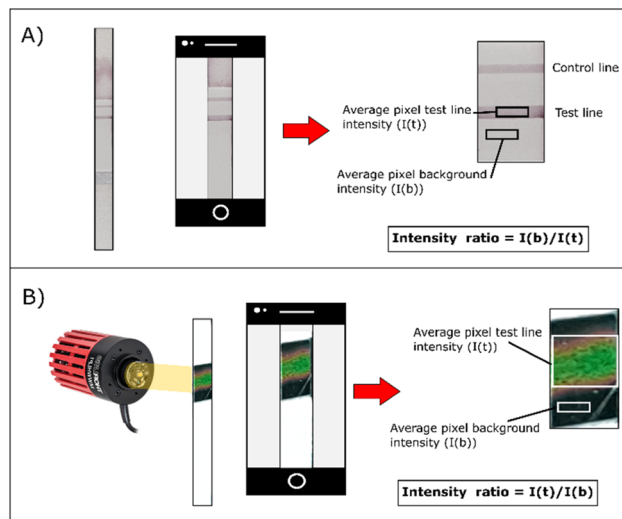 A)
Control line
Average pixel test line
intensity (I(t))
Test line
Average pixel background
intensity (I(b))
Intensity ratio = I(b)/I(t)
B)
Average pixel test line
intensity (I(t))
Average pixel background
intensity (I(b))
Intensity ratio = I(t)/I(b)